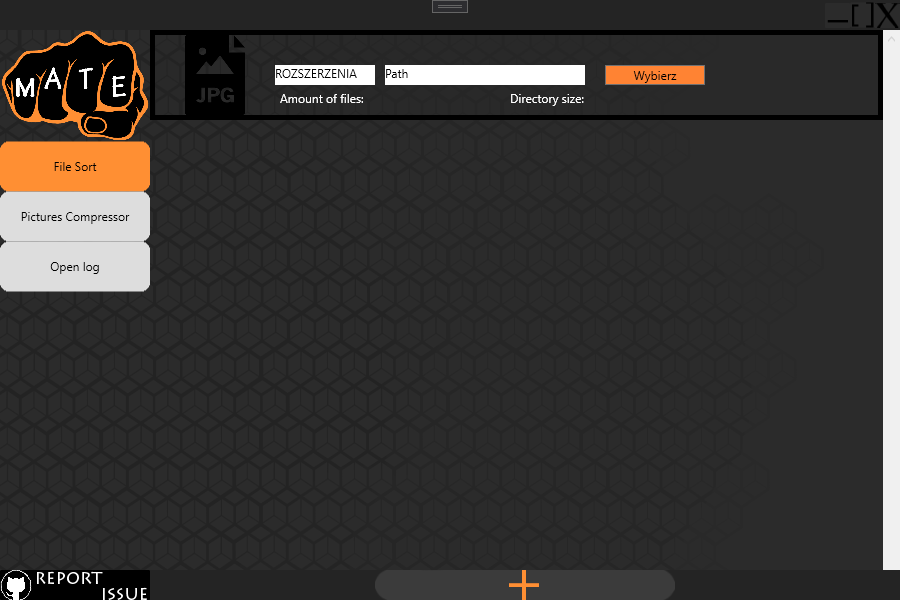 MATE
File Sort
Pictures Compressor
Open log
JPG
ROZSZERZENIA
Path
Wybierz
Amount of files:
Directory size:
REPORT
ISSUE